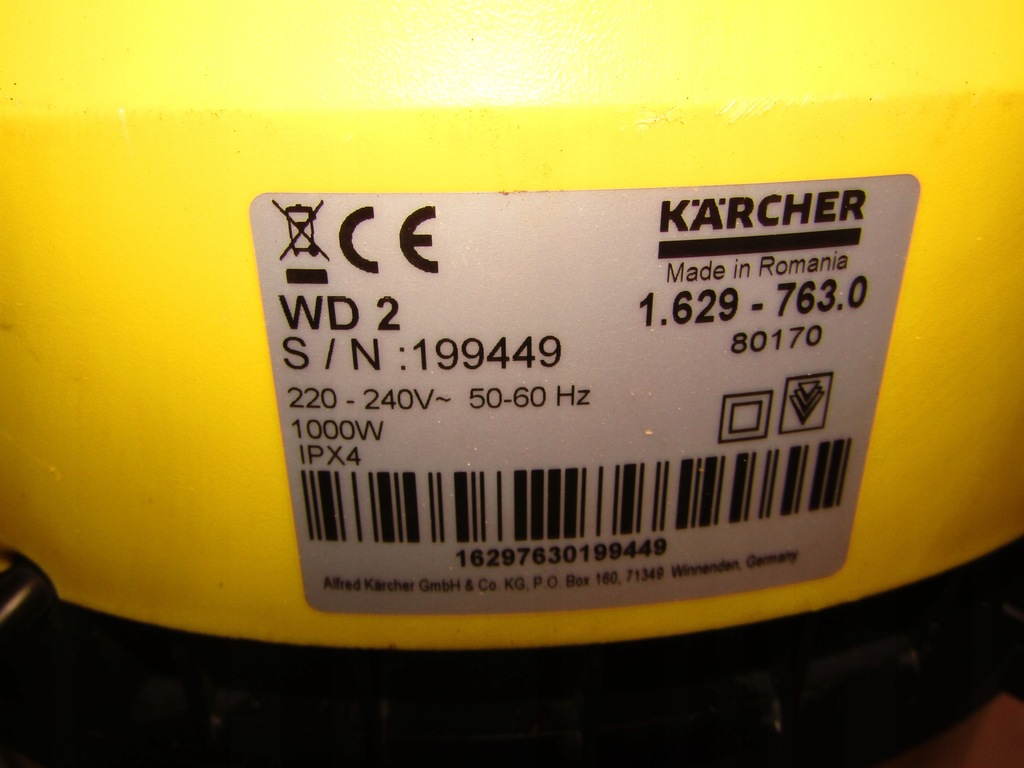 CE
KÄRCHER
Made in Romania
WD 2
1.629 - 763.0
S / N :199449
80170
220 - 240V~ 50-60 Hz
1000W
IPX4
16297630199449
Alfred Kärcher GmbH & Co. KG, P.O. Box 160, 71349 Winnenden, Germany